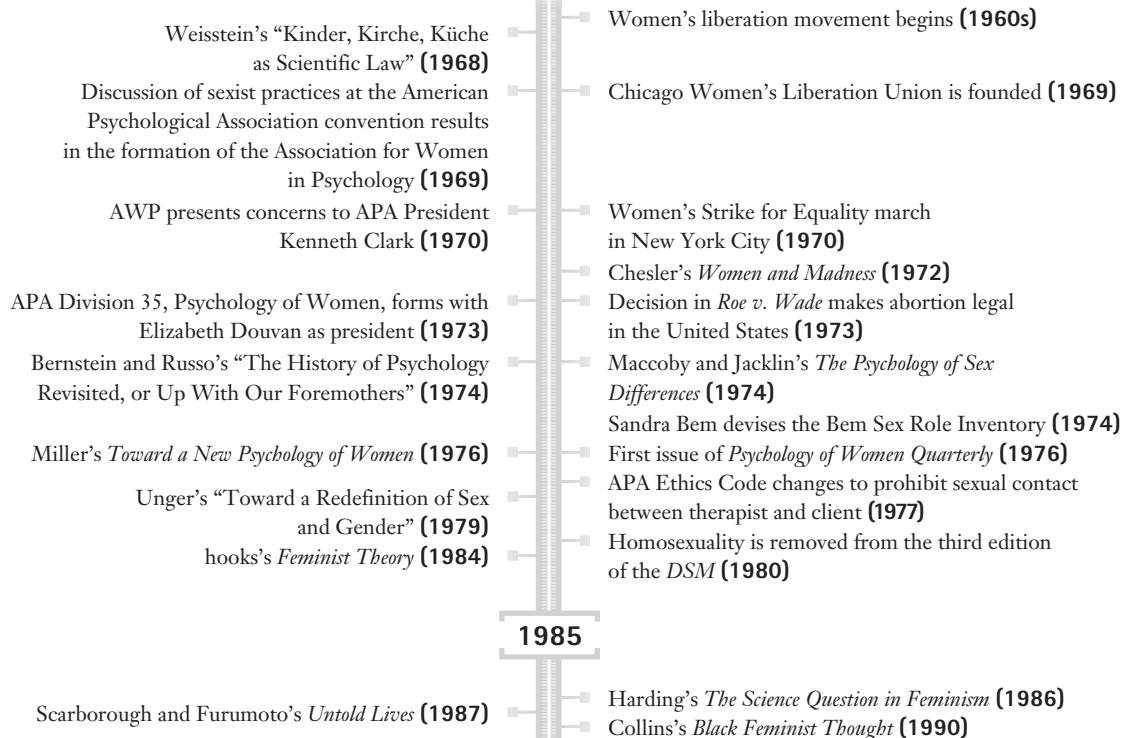 Women’s liberation movement begins (1960s)
Weisstein’s “Kinder, Kirche, Küche
as Scientific Law” (1968)
Discussion of sexist practices at the American
Psychological Association convention results
in the formation of the Association for Women
in Psychology (1969)
Chicago Women’s Liberation Union is founded (1969)
AWP presents concerns to APA President
Kenneth Clark (1970)
Women’s Strike for Equality march
in New York City (1970)
Chesler’s Women and Madness (1972)
APA Division 35, Psychology of Women, forms with
Elizabeth Douvan as president (1973)
Decision in Roe v. Wade makes abortion legal
in the United States (1973)
Bernstein and Russo’s “The History of Psychology
Revisited, or Up With Our Foremothers” (1974)
Maccoby and Jacklin’s The Psychology of Sex
Differences (1974)
Sandra Bem devises the Bem Sex Role Inventory (1974)
Miller’s Toward a New Psychology of Women (1976)
First issue of Psychology of Women Quarterly (1976)
APA Ethics Code changes to prohibit sexual contact
between therapist and client (1977)
Unger’s “Toward a Redefinition of Sex
and Gender” (1979)
Homosexuality is removed from the third edition
of the DSM (1980)
hooks’s Feminist Theory (1984)
1985
Harding’s The Science Question in Feminism (1986)
Scarborough and Furumoto’s Untold Lives (1987)
Collins’s Black Feminist Thought (1990)